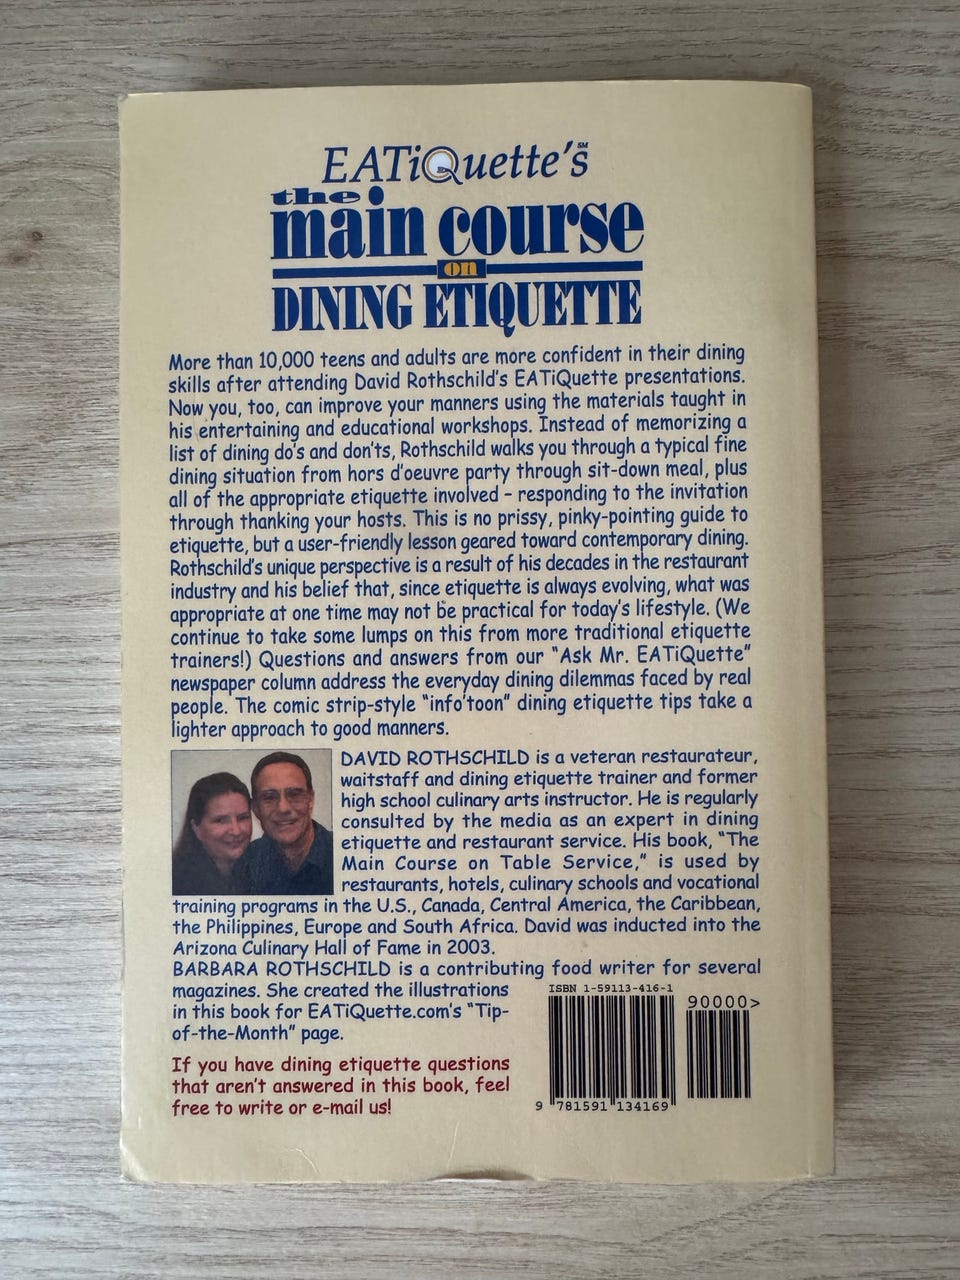 EATiQuette's℠
the
main course
on
DINING ETIQUETTE
More than 10,000 teens and adults are more confident in their dining
skills after attending David Rothschild's EATiQuette presentations.
Now you, too, can improve your manners using the materials taught in
his entertaining and educational workshops. Instead of memorizing a
list of dining do's and don'ts, Rothschild walks you through a typical fine
dining situation from hors d'oeuvre party through sit-down meal, plus
all of the appropriate etiquette involved – responding to the invitation
through thanking your hosts. This is no prissy, pinky-pointing guide to
etiquette, but a user-friendly lesson geared toward contemporary dining.
Rothschild's unique perspective is a result of his decades in the restaurant
industry and his belief that, since etiquette is always evolving, what was
appropriate at one time may not be practical for today's lifestyle. (We
continue to take some lumps on this from more traditional etiquette
trainers!) Questions and answers from our "Ask Mr. EATiQuette"
newspaper column address the everyday dining dilemmas faced by real
people. The comic strip-style "info'toon" dining etiquette tips take a
lighter approach to good manners.
DAVID ROTHSCHILD is a veteran restaurateur,
waitstaff and dining etiquette trainer and former
high school culinary arts instructor. He is regularly
consulted by the media as an expert in dining
etiquette and restaurant service. His book, "The
Main Course on Table Service," is used by
restaurants, hotels, culinary schools and vocational
training programs in the U.S., Canada, Central America, the Caribbean,
the Philippines, Europe and South Africa. David was inducted into the
Arizona Culinary Hall of Fame in 2003.
BARBARA ROTHSCHILD is a contributing food writer for several
magazines. She created the illustrations
in this book for EATiQuette.com's "Tip-
of-the-Month" page.
If you have dining etiquette questions
that aren't answered in this book, feel
free to write or e-mail us!
ISBN 1-59113-416-1
90000>
9 781591 134169